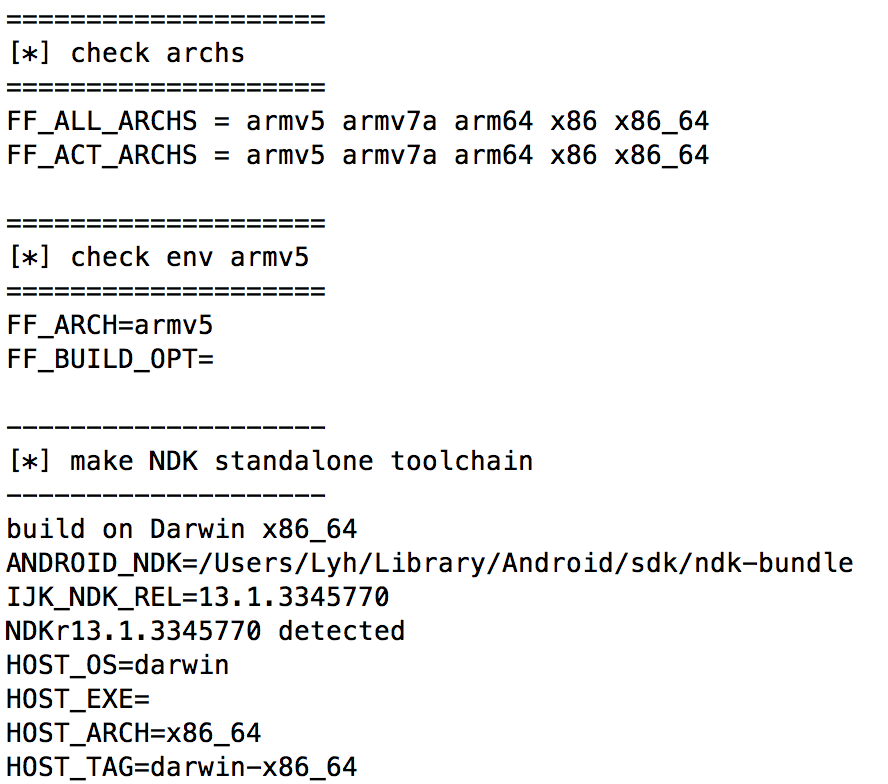 ====================
[*] check archs
====================
FF_ALL_ARCHS = armv5 armv7a arm64 x86 x86_64
FF_ACT_ARCHS = armv5 armv7a arm64 x86 x86_64

====================
[*] check env armv5
====================
FF_ARCH=armv5
FF_BUILD_OPT=

--------------------
[*] make NDK standalone toolchain
--------------------
build on Darwin x86_64
ANDROID_NDK=/Users/Lyh/Library/Android/sdk/ndk-bundle
IJK_NDK_REL=13.1.3345770
NDKr13.1.3345770 detected
HOST_OS=darwin
HOST_EXE=
HOST_ARCH=x86_64
HOST_TAG=darwin-x86_64